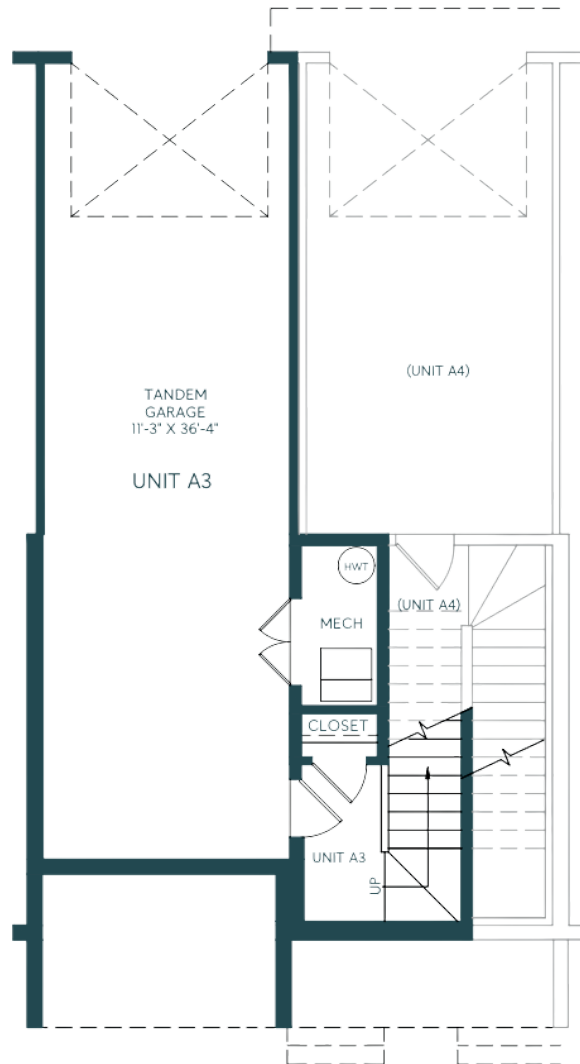 TANDEM
GARAGE
11'-3" X 36'-4"
UNIT A3
(UNIT A4)
HWT
(UNIT A4)
MECH
CLOSET
UNIT A3
UP